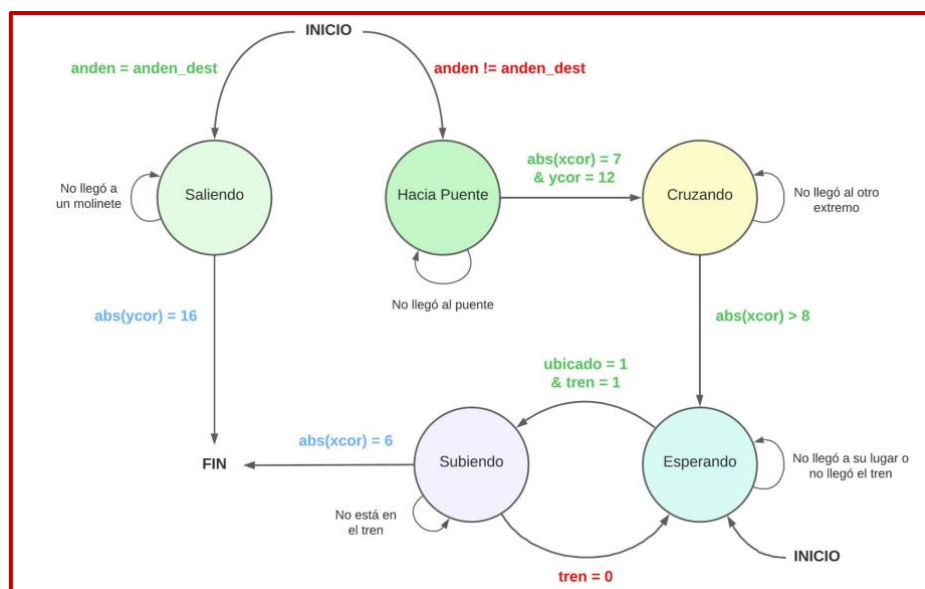 INICIO
anden = anden_dest
anden != anden_dest
No llegó a
un molinete
Saliendo
Hacia Puente
abs(xcor) = 7
& ycor = 12
Cruzando
No llegó al otro
extremo
No llegó al puente
abs(ycor) = 16
abs(xcor) > 8
ubicado = 1
& tren = 1
FIN
abs(xcor) = 6
Subiendo
Esperando
No llegó a su lugar o
no llegó el tren
No está en
el tren
INICIO
tren = 0